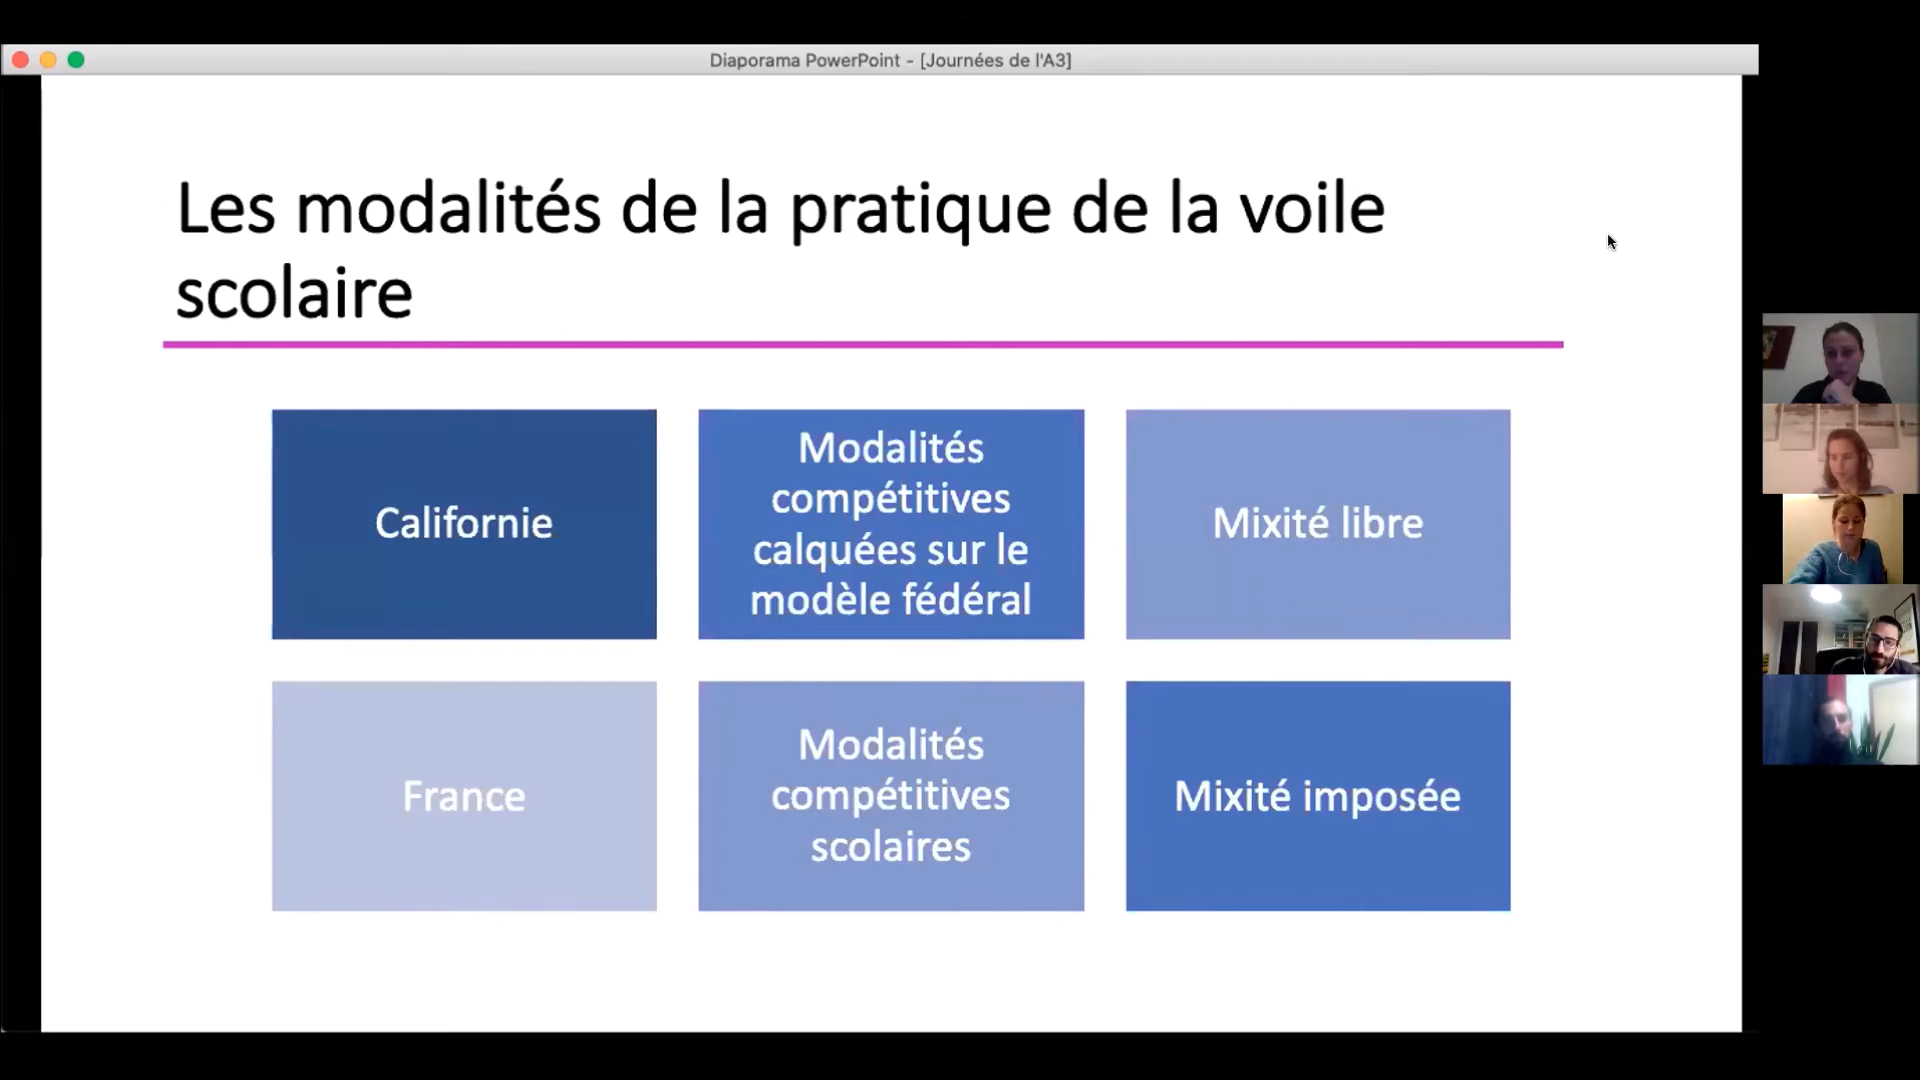 Diaporama PowerPoint - [Journées de l'A3]
Les modalités de la pratique de la voile
scolaire
Californie
Modalités
compétitives
calquées sur le
modèle fédéral
Mixité libre
France
Modalités
compétitives
scolaires
Mixité imposée